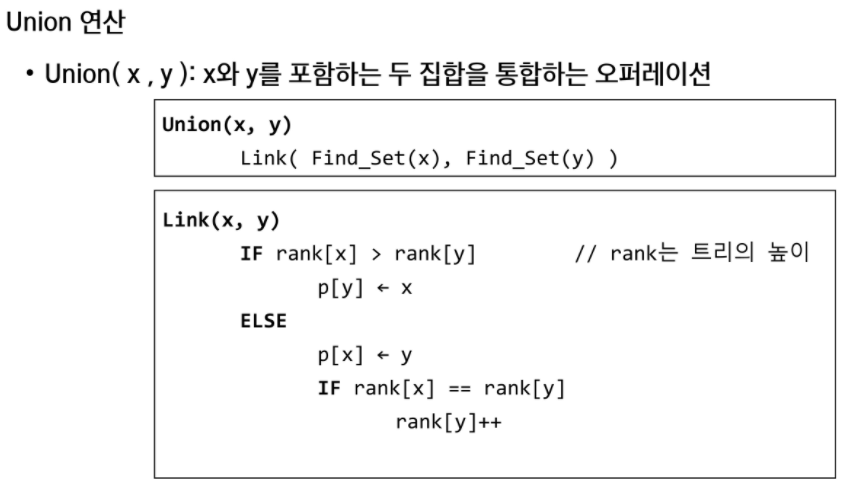 Union 연산
• Union( x , y ): x와 y를 포함하는 두 집합을 통합하는 오퍼레이션
Union(x, y)
Link( Find_Set(x), Find_Set(y) )
Link(x, y)
IF rank[x] > rank[y] // rank는 트리의 높이
p[y] ← x
ELSE
p[x] ← y
IF rank[x] == rank[y]
rank[y]++